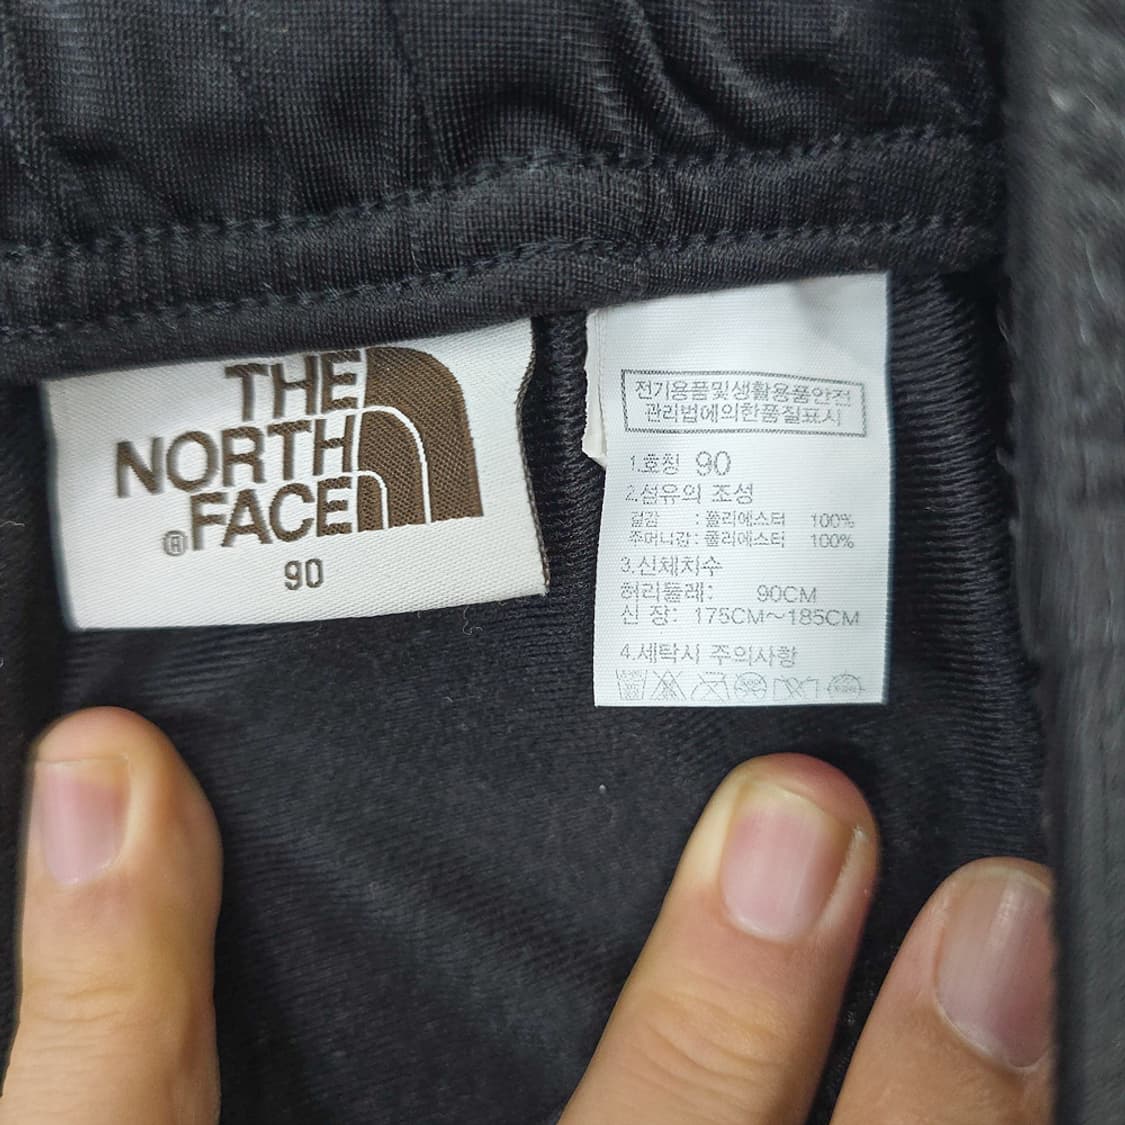 THE
NORTH
FACE
®
90
전기용품및생활용품안전
관리법에의한품질표시
1.호칭 90
2.섬유의 조성
겉감 : 폴리에스터 100%
주머니감 : 폴리에스터 100%
3.신체치수
허리둘레: 90CM
신 장: 175CM~185CM
4.세탁시 주의사항